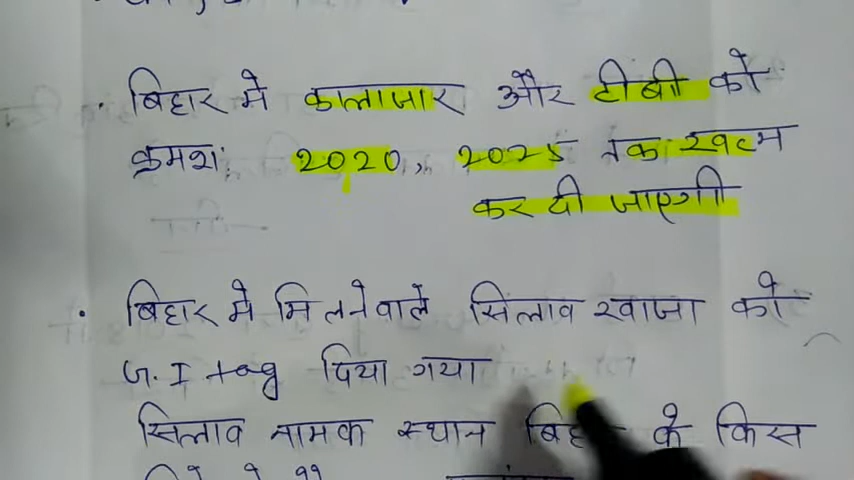 बिहार मे कालाजार और टीबी को
क्रमशः 2020, 2025 तक खत्म
कर दी जाएगी
बिहार मे मिलने वाले सिलाव खाजा को
G. I tag दिया गया
सिलाव नामक स्थान बिहार के किस